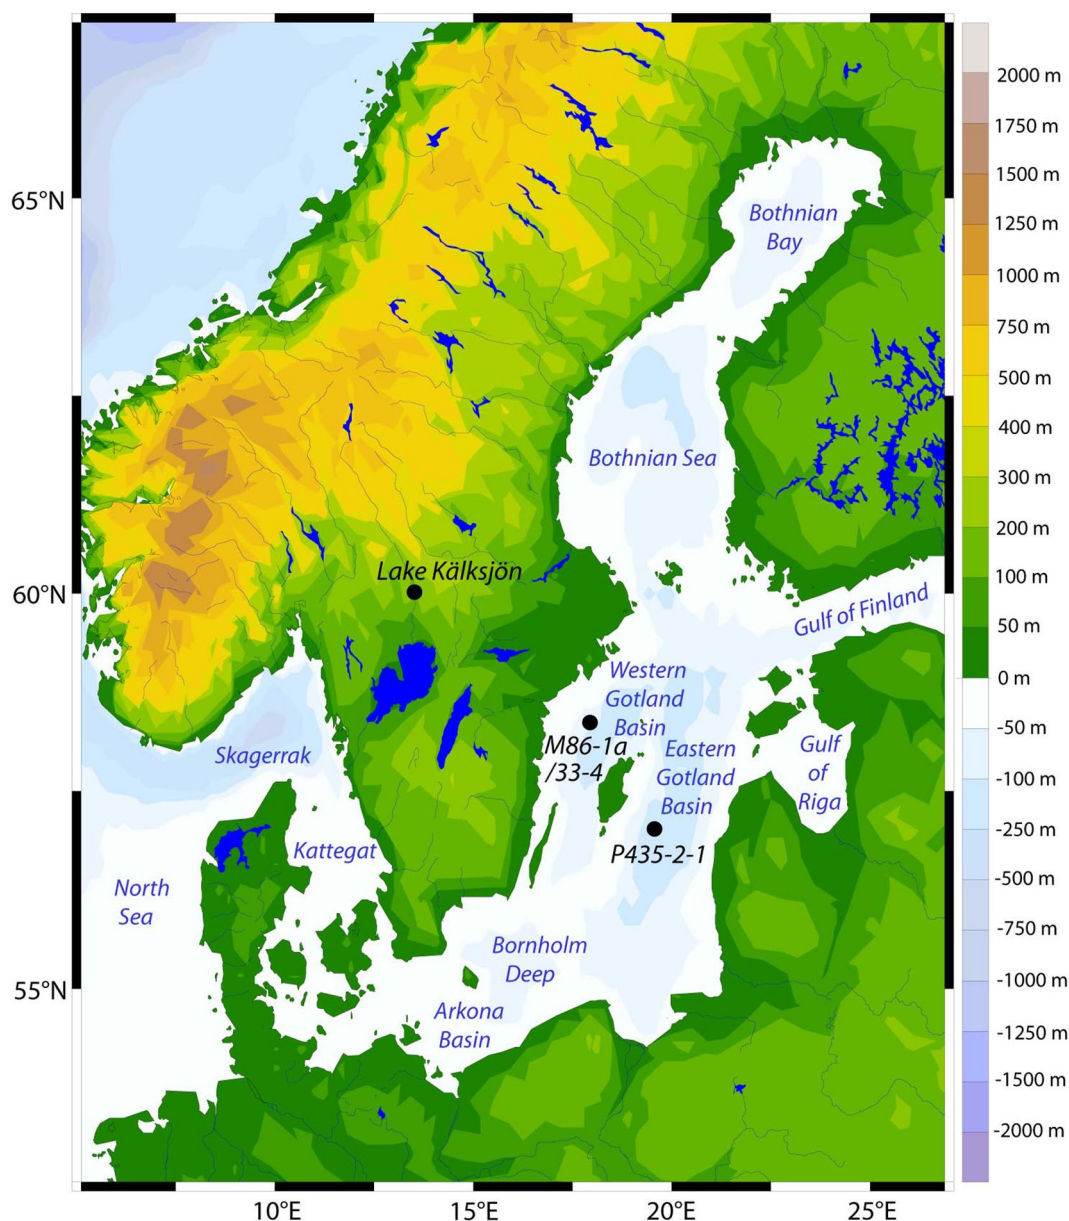 65°N
60°N
55°N
10°E
15°E
20°E
25°E
Bothnian
Bay
Bothnian Sea
Lake Kälksjön
Gulf of Finland
Western
Gotland
Basin
M86-1a
/33-4
Eastern
Gotland
Basin
Gulf
of
Riga
P435-2-1
Skagerrak
Kattegat
North
Sea
Bornholm
Deep
Arkona
Basin
2000 m
1750 m
1500 m
1250 m
1000 m
750 m
500 m
400 m
300 m
200 m
100 m
50 m
0 m
-50 m
-100 m
-250 m
-500 m
-750 m
-1000 m
-1250 m
-1500 m
-2000 m